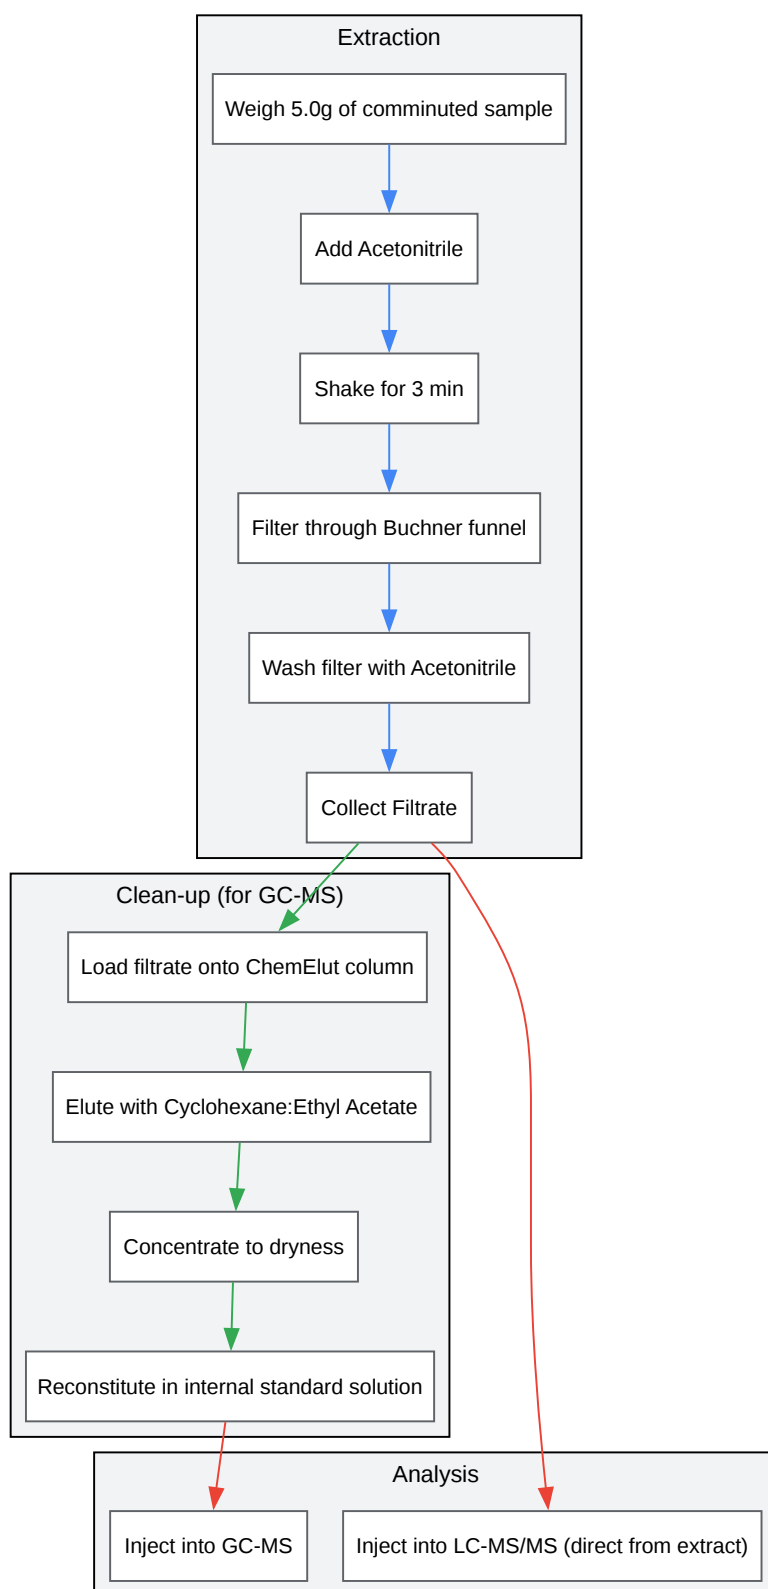 Extraction
Weigh 5.0g of comminuted sample
Add Acetonitrile
Shake for 3 min
Filter through Buchner funnel
Wash filter with Acetonitrile
Collect Filtrate
Clean-up (for GC-MS)
Load filtrate onto ChemElut column
Elute with Cyclohexane:Ethyl Acetate
Concentrate to dryness
Reconstitute in internal standard solution
Analysis
Inject into GC-MS
Inject into LC-MS/MS (direct from extract)